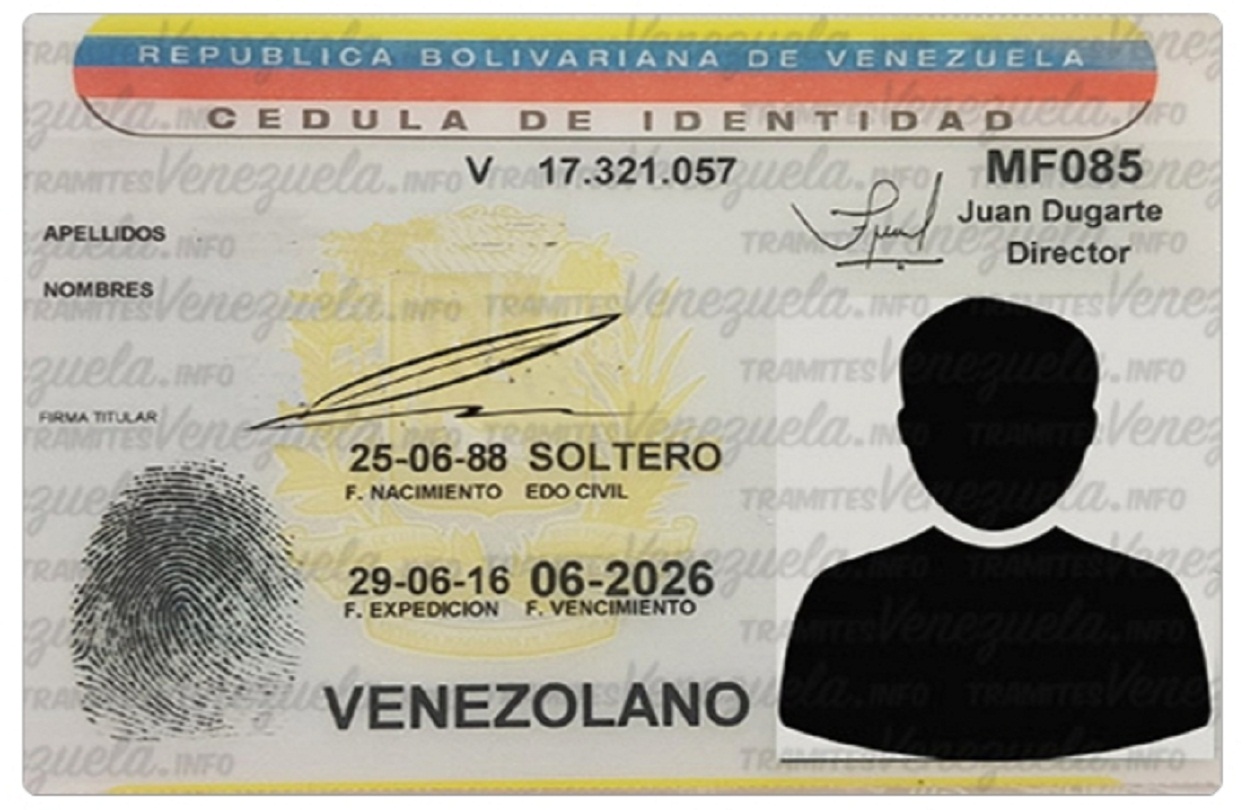 REPUBLICA BOLIVARIANA DE VENEZUELA
CEDULA DE IDENTIDAD
V 17.321.057
MF085
Juan Dugarte
Director
APELLIDOS
NOMBRES
FIRMA TITULAR
25-06-88 SOLTERO
F. NACIMIENTO EDO CIVIL
29-06-16 06-2026
F. EXPEDICION F. VENCIMIENTO
VENEZOLANO
TRAMITESVenezuela.INFO